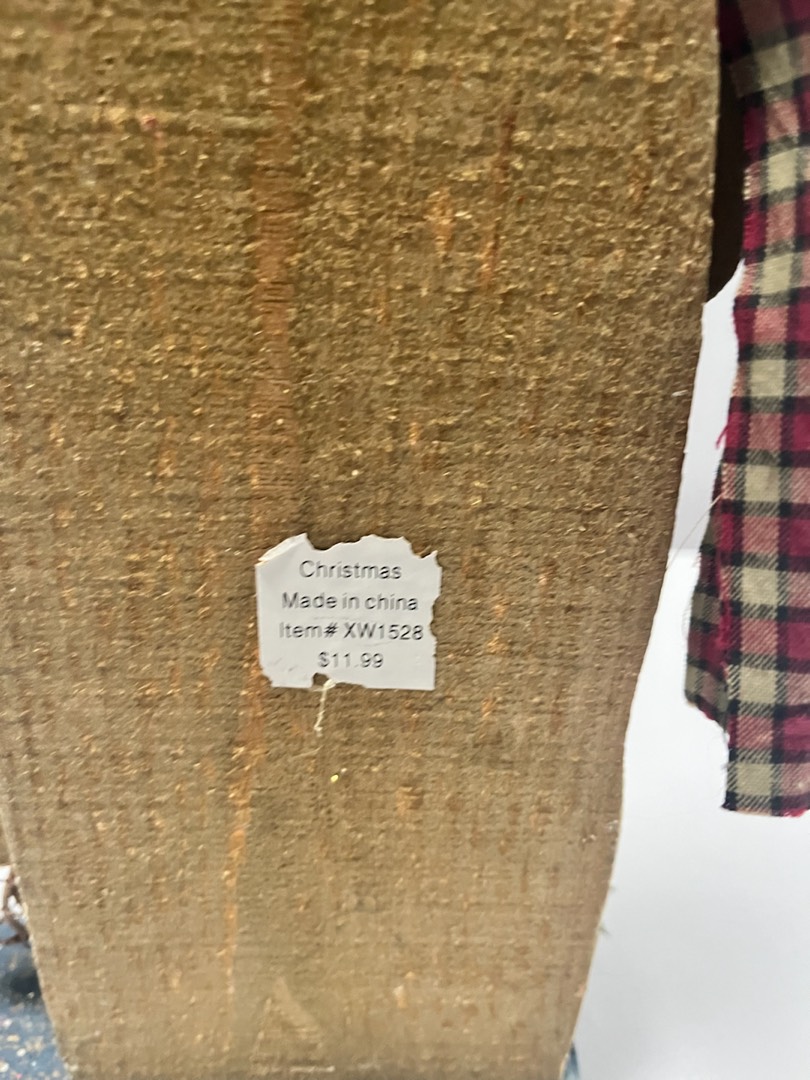 Christmas
Made in china
Item# XW1528
$11.99